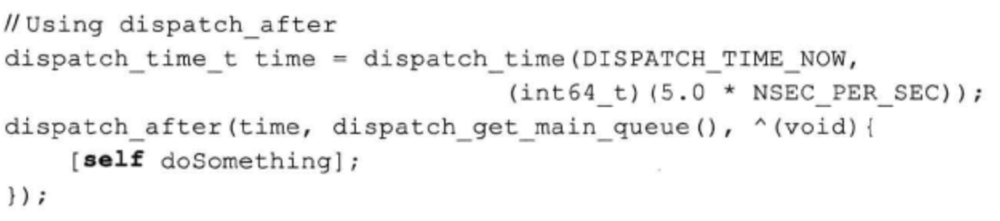 // Using dispatch_after
dispatch_time_t time = dispatch_time(DISPATCH_TIME_NOW,
(int64_t)(5.0 * NSEC_PER_SEC));
dispatch_after(time, dispatch_get_main_queue(), ^(void){
[self doSomething];
});